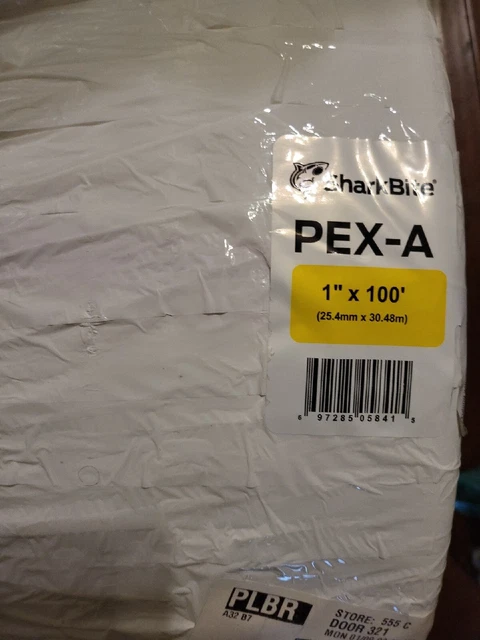 SharkBite®
PEX-A
1" x 100'
(25.4mm x 30.48m)
6 97285 05841 5
PLBR
A32 B7
STORE: 555 C
DOOR 321
MON